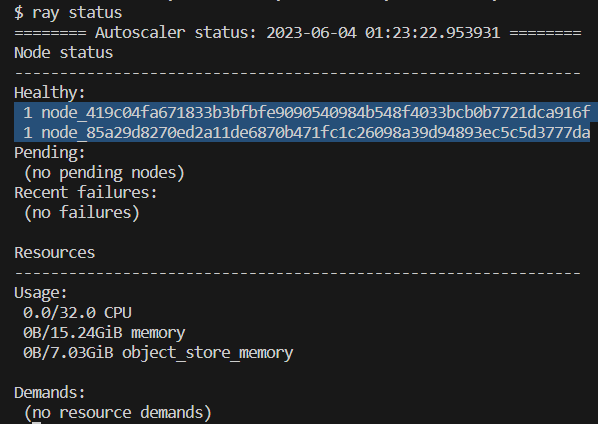 $ ray status
======== Autoscaler status: 2023-06-04 01:23:22.953931 ========
Node status
---------------------------------------------------------------
Healthy:
 1 node_419c04fa671833b3bfbfe9090540984b548f4033bcb0b7721dca916f
 1 node_85a29d8270ed2a11de6870b471fc1c26098a39d94893ec5c5d3777da
Pending:
 (no pending nodes)
Recent failures:
 (no failures)

Resources
---------------------------------------------------------------
Usage:
 0.0/32.0 CPU
 0B/15.24GiB memory
 0B/7.03GiB object_store_memory

Demands:
 (no resource demands)